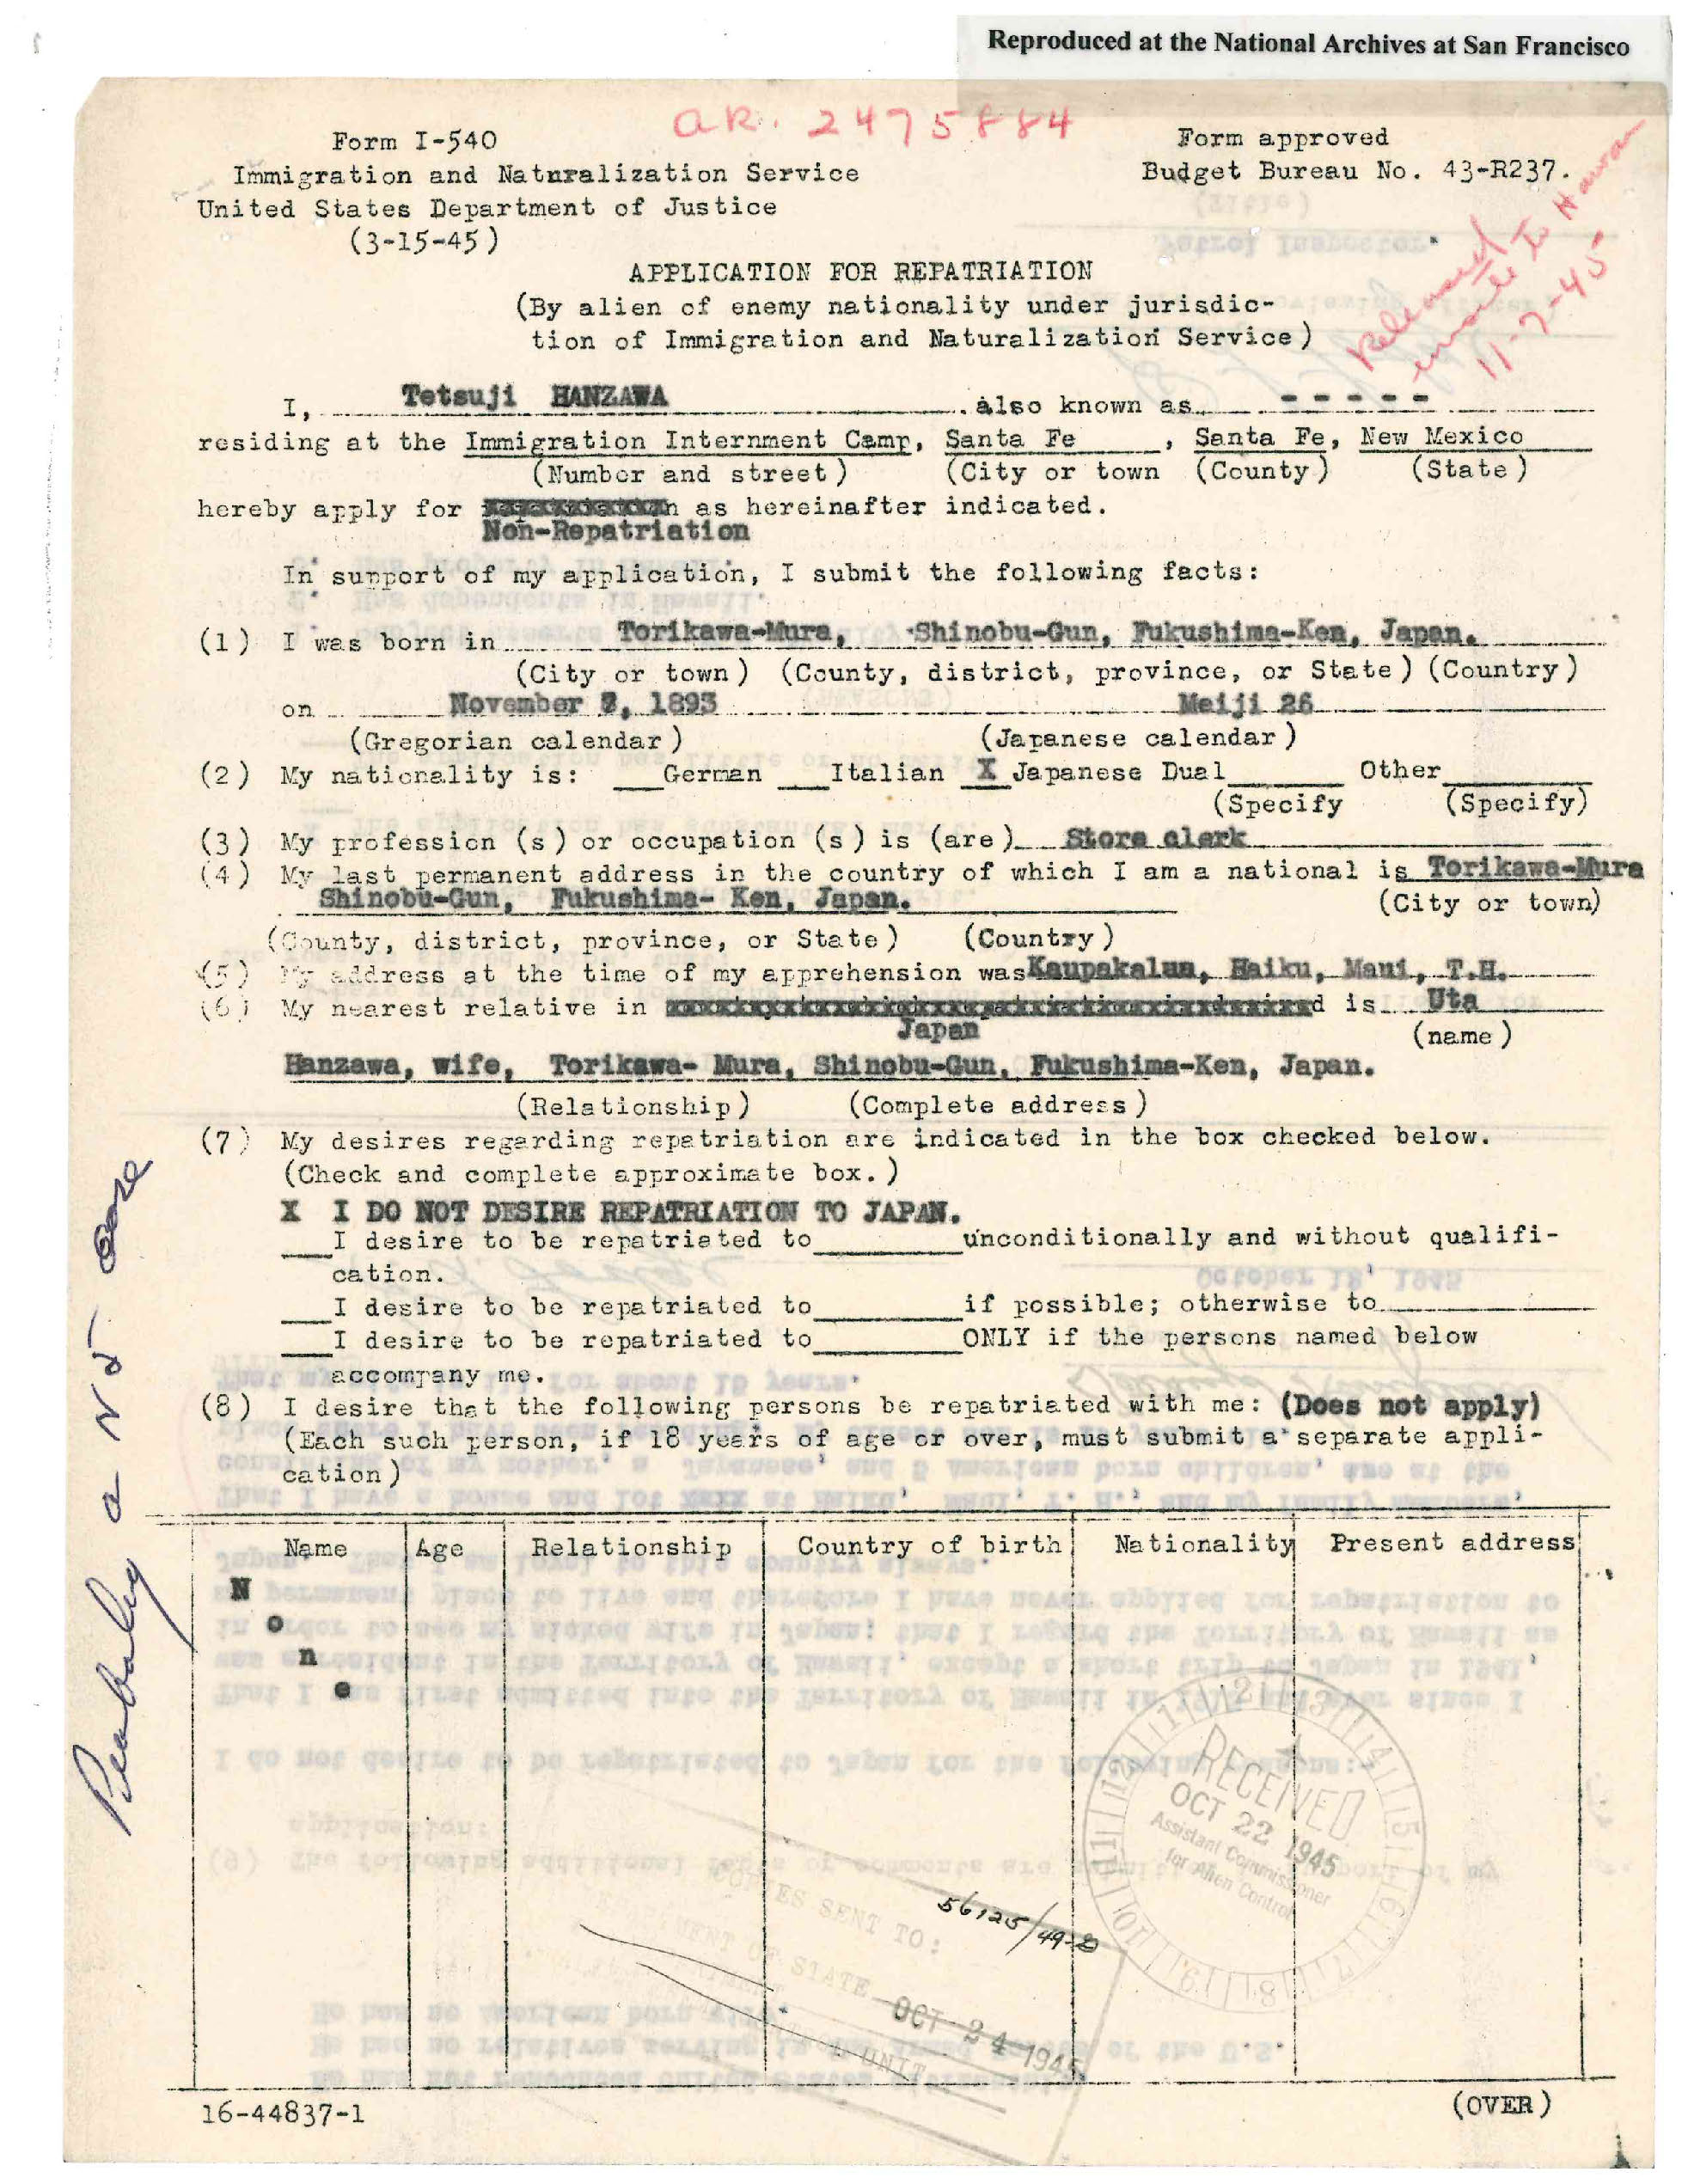 Reproduced at the National Archives at San Francisco
AR. 2475884
Form I-540
Form approved
Immigration and Naturalization Service
Budget Bureau No. 43-R237.
United States Department of Justice
(3-15-45)
Released
enroute to Hawaii
11-7-45
APPLICATION FOR REPATRIATION
(By alien of enemy nationality under jurisdic-
tion of Immigration and Naturalization Service)
I, Tetsuji HANZAWA also known as - - - - -
residing at the Immigration Internment Camp, Santa Fe, Santa Fe, New Mexico
(Number and street) (City or town (County) (State)
hereby apply for n as hereinafter indicated.
Non-Repatriation
In support of my application, I submit the following facts:
(1) I was born in Torikawa-Mura, Shinobu-Gun, Fukushima-Ken, Japan.
(City or town) (County, district, province, or State) (Country)
on November , 1893 Meiji 26
(Gregorian calendar) (Japanese calendar)
(2) My nationality is: ___German ___Italian X Japanese Dual_______ Other_________
(Specify (Specify)
(3) My profession (s) or occupation (s) is (are) Store clerk
(4) My last permanent address in the country of which I am a national is Torikawa-Mura
Shinobu-Gun, Fukushima- Ken, Japan. (City or town)
(County, district, province, or State) (Country)
(5) My address at the time of my apprehension was Kaupakalua, Haiku, Maui, T.H.
(6) My nearest relative in d is Uta
Japan (name)
Hanzawa, wife, Torikawa- Mura, Shinobu-Gun, Fukushima-Ken, Japan.
(Relationship) (Complete address)
(7) My desires regarding repatriation are indicated in the box checked below.
(Check and complete approximate box.)
X I DO NOT DESIRE REPATRIATION TO JAPAN.
___I desire to be repatriated to_________unconditionally and without qualifi-
cation.
___I desire to be repatriated to_________if possible; otherwise to
___I desire to be repatriated to_________ONLY if the persons named below
accompany me.
(8) I desire that the following persons be repatriated with me: (Does not apply)
(Each such person, if 18 years of age or over, must submit a separate appli-
cation)
Name Age Relationship Country of birth Nationality Present address
N
o
n
e
RECEIVED
OCT 22 1945
Assistant Commissioner
for Alien Control
COPIES SENT TO:
STATE OCT 24 1945
UNIT
56125/49-D
16-44837-1
(OVER)